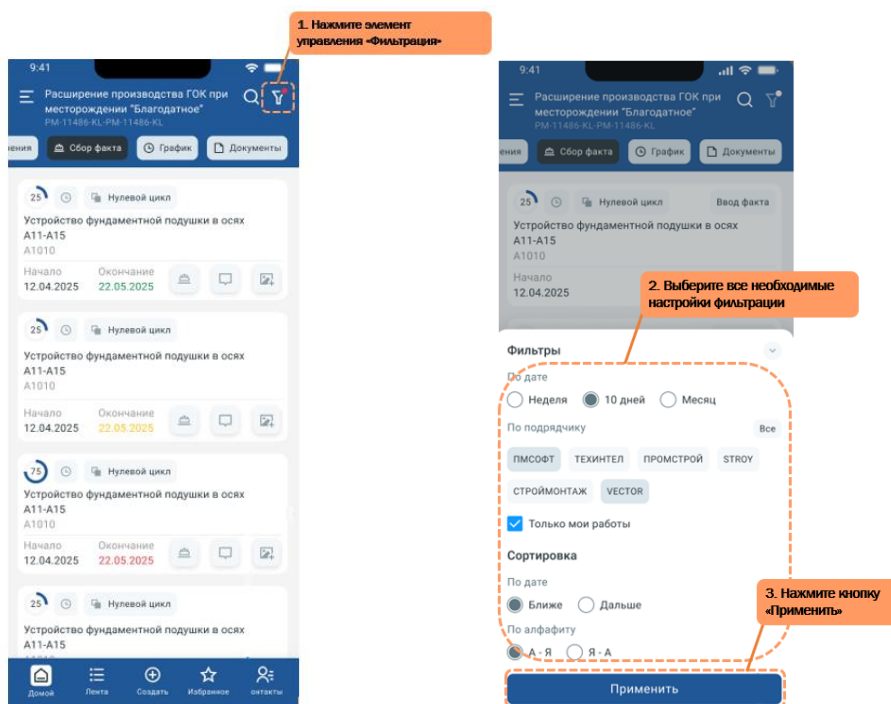 1. Нажмите элемент
управления «Фильтрация»
9:41
Расширение производства ГОК при
месторождении "Благодатное"
PM-11486-KL-PM-11486-KL
Сбор факта
График
Документы
25
Нулевой цикл
Устройство фундаментной подушки в осях
А11-А15
A1010
Начало
Окончание
12.04.2025
22.05.2025
25
Нулевой цикл
Устройство фундаментной подушки в осях
А11-А15
A1010
Начало
Окончание
12.04.2025
22.05.2025
75
Нулевой цикл
Устройство фундаментной подушки в осях
А11-А15
A1010
Начало
Окончание
12.04.2025
22.05.2025
25
Нулевой цикл
Устройство фундаментной подушки в осях
А11-А15
Домой
Лента
Создать
Избранное
онтакты
9:41
Расширение производства ГОК при
месторождении "Благодатное"
PM-11486-KL-PM-11486-KL
ения
Сбор факта
График
Документы
25
Нулевой цикл
Ввод факта
Устройство фундаментной подушки в осях
А11-А15
A1010
Начало
12.04.2025
2. Выберите все необходимые
настройки фильтрации
Фильтры
По дате
Неделя
10 дней
Месяц
По подрядчику
Все
ПМСОФТ
ТЕХИНТЕЛ
ПРОМСТРОЙ
STROY
СТРОЙМОНТАЖ
VECTOR
Только мои работы
Сортировка
По дате
Ближе
Дальше
По алфафиту
А - Я
Я - А
3. Нажмите кнопку
«Применить»
Применить